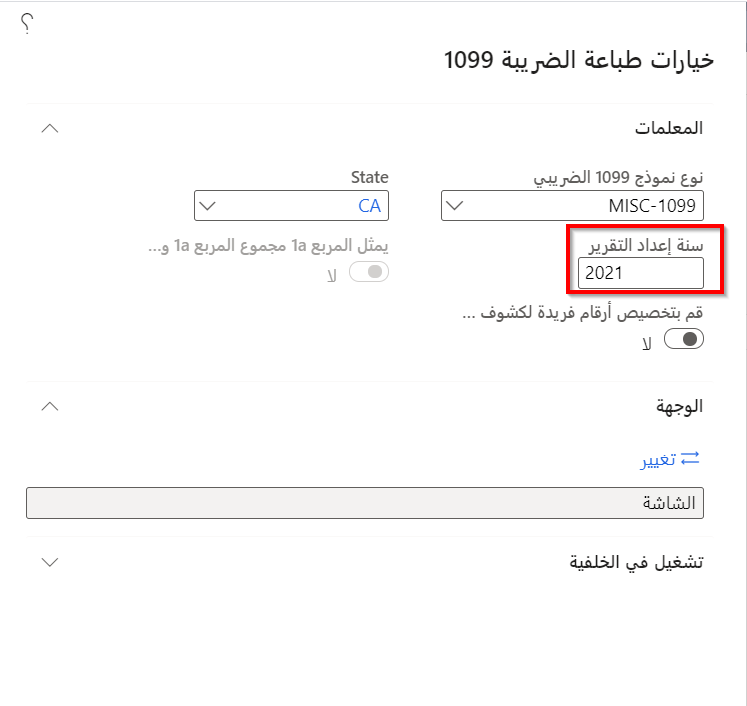 ؟
خيارات طباعة الضريبة 1099
المعلمات
نوع نموذج 1099 الضريبي
MISC-1099
State
CA
سنة إعداد التقرير
2021
يمثل المربع 1a مجموع المربع 1a و...
لا
قم بتخصيص أرقام فريدة لكشوف ...
لا
الوجهة
تغيير
الشاشة
تشغيل في الخلفية